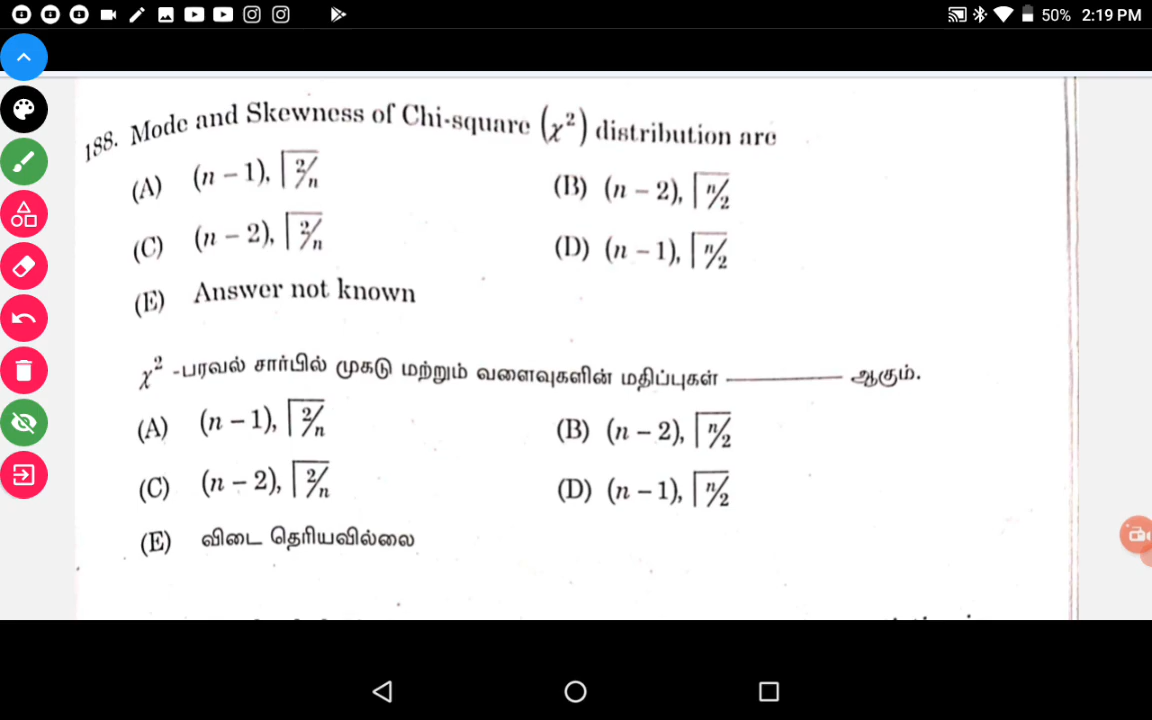 50% 2:19 PM
188. Mode and Skewness of Chi-square (χ²) distribution are
(A) (n – 1), √2/n (B) (n – 2), √n/2
(C) (n – 2), √2/n (D) (n – 1), √n/2
(E) Answer not known
χ² -பரவல் சார்பில் முகடு மற்றும் வளைவுகளின் மதிப்புகள் ———— ஆகும்.
(A) (n – 1), √2/n (B) (n – 2), √n/2
(C) (n – 2), √2/n (D) (n – 1), √n/2
(E) விடை தெரியவில்லை